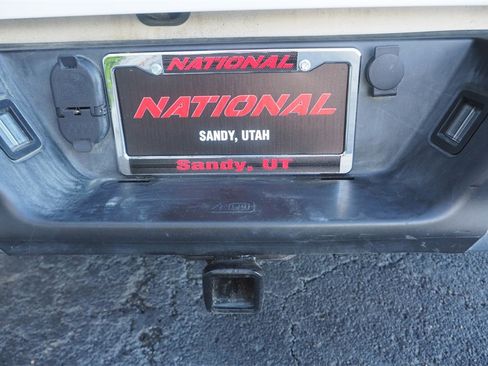 NATIONAL
NATIONAL
SANDY, UTAH
Sandy, UT